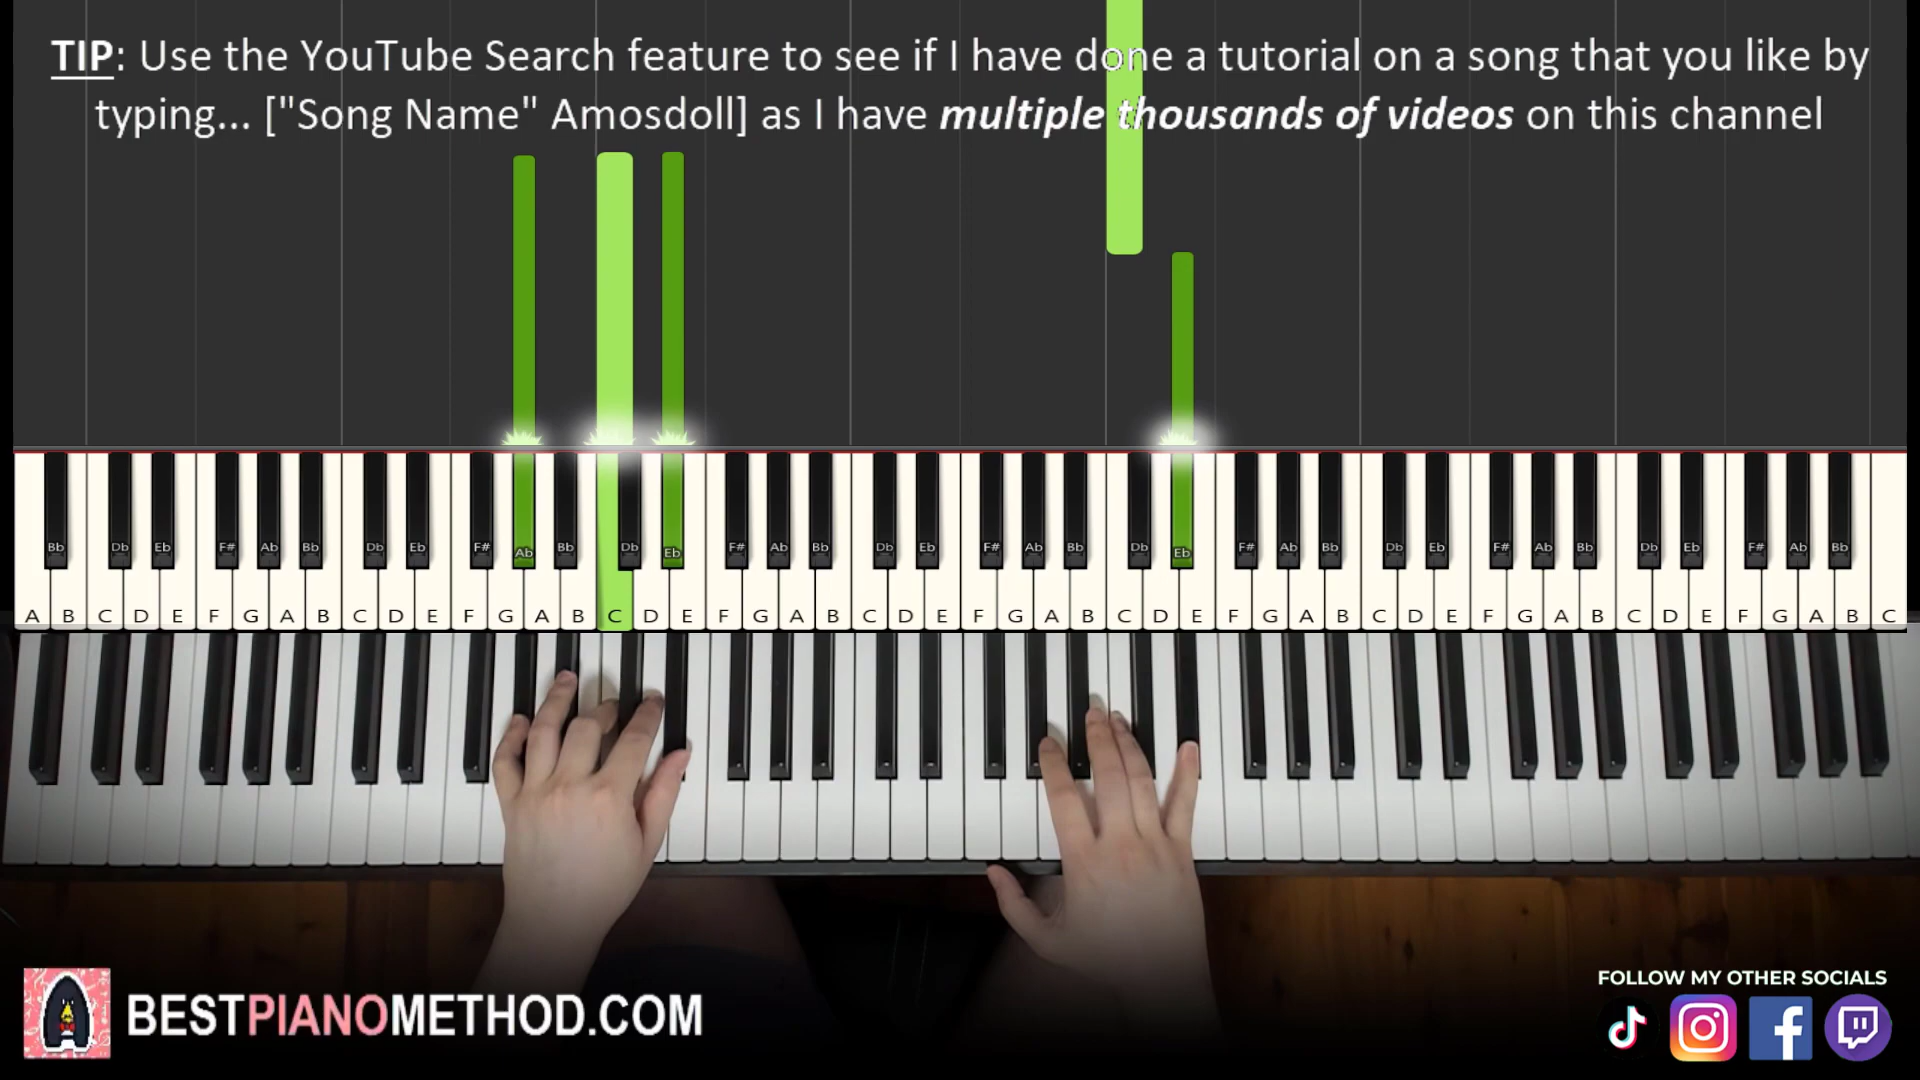 TIP: Use the YouTube Search feature to see if I have done a tutorial on a song that you like by
typing... ["Song Name" Amosdoll] as I have multiple thousands of videos on this channel
Bb Db Eb F# Ab Bb Db Eb F# Ab Bb Db Eb F# Ab Bb Db Eb F# Ab Bb Db Eb F# Ab Bb Db Eb F# Ab Bb Db Eb F# Ab Bb
A B C D E F G A B C D E F G A B C D E F G A B C D E F G A B C D E F G A B C D E F G A B C D E F G A B C
FOLLOW MY OTHER SOCIALS
BESTPIANOMETHOD.COM